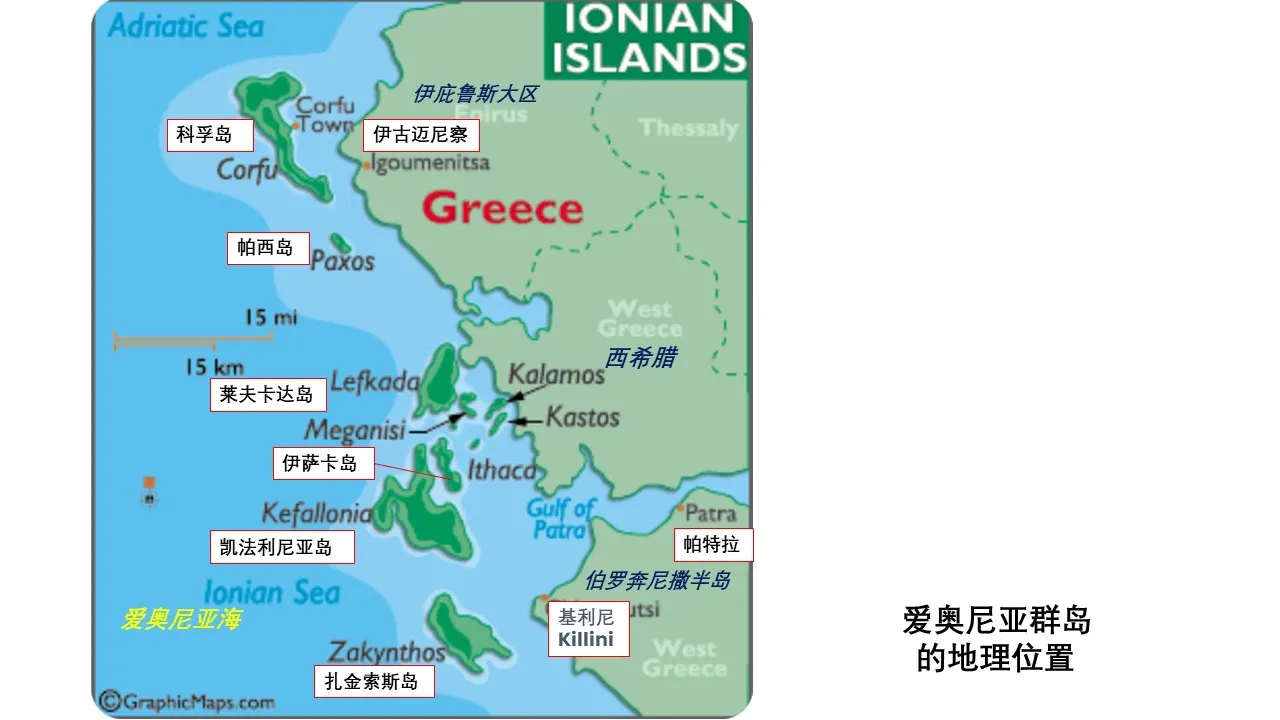 IONIAN
ISLANDS
Adriatic Sea
伊庇鲁斯大区
Epirus
Corfu
Town
科孚岛
伊古迈尼察
Thessaly
Igoumenitsa
Corfu
Greece
帕西岛
Paxos
15 mi
West
Greece
西希腊
15 km
Lefkada
Kalamos
莱夫卡达岛
Kastos
Meganisi
伊萨卡岛
Ithaca
Kefallonia
Gulf of
Patra
Patra
凯法利尼亚岛
帕特拉
伯罗奔尼撒半岛
Ionian Sea
爱奥尼亚海
基利尼
Killini
utsi
爱奥尼亚群岛
的地理位置
Zakynthos
West
Greece
扎金索斯岛
©GraphicMaps.com